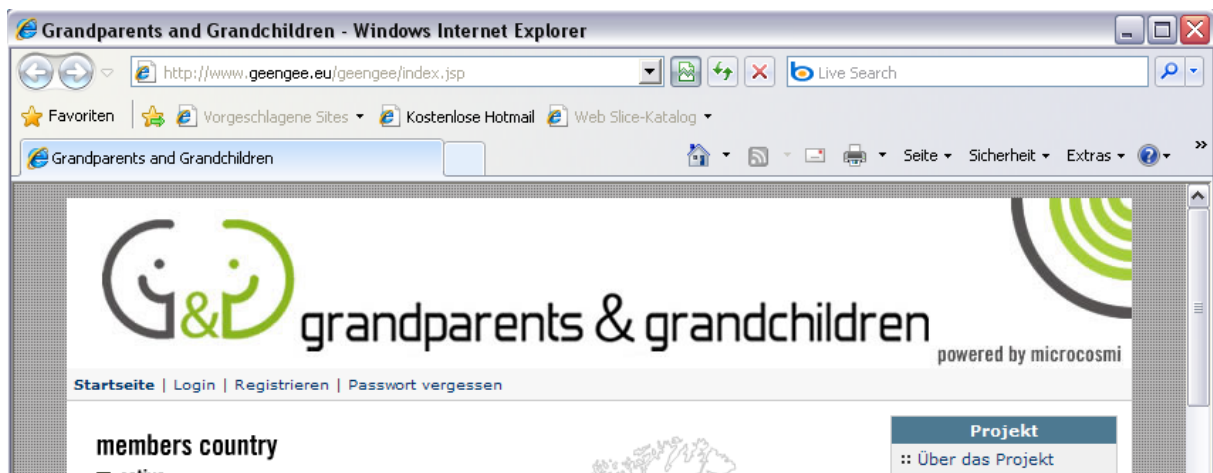 Grandparents and Grandchildren - Windows Internet Explorer
http://www.geengee.eu/geengee/index.jsp Live Search
Favoriten Vorgeschlagene Sites Kostenlose Hotmail Web Slice-Katalog
Grandparents and Grandchildren Seite Sicherheit Extras »
G&G grandparents & grandchildren
powered by microcosmi
Startseite | Login | Registrieren | Passwort vergessen
members country
Projekt
:: Über das Projekt